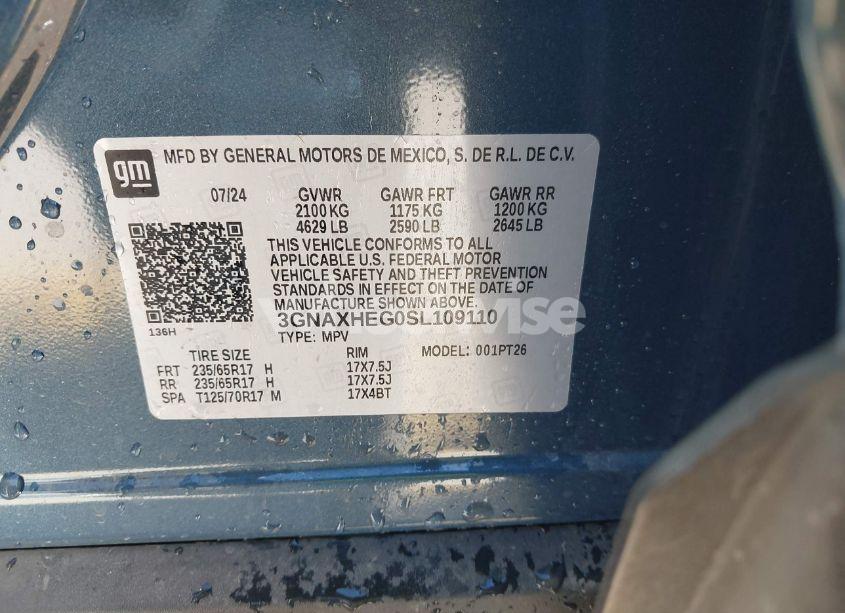 gm
MFD BY GENERAL MOTORS DE MEXICO, S. DE R.L. DE C.V.
07/24 GVWR GAWR FRT GAWR RR
2100 KG 1175 KG 1200 KG
4629 LB 2590 LB 2645 LB
THIS VEHICLE CONFORMS TO ALL
APPLICABLE U.S. FEDERAL MOTOR
VEHICLE SAFETY AND THEFT PREVENTION
STANDARDS IN EFFECT ON THE DATE OF
MANUFACTURE SHOWN ABOVE.
3GNAXHEG0SL109110
136H
TYPE: MPV
TIRE SIZE RIM MODEL: 001PT26
FRT 235/65R17 H 17X7.5J
RR 235/65R17 H 17X7.5J
SPA T125/70R17 M 17X4BT